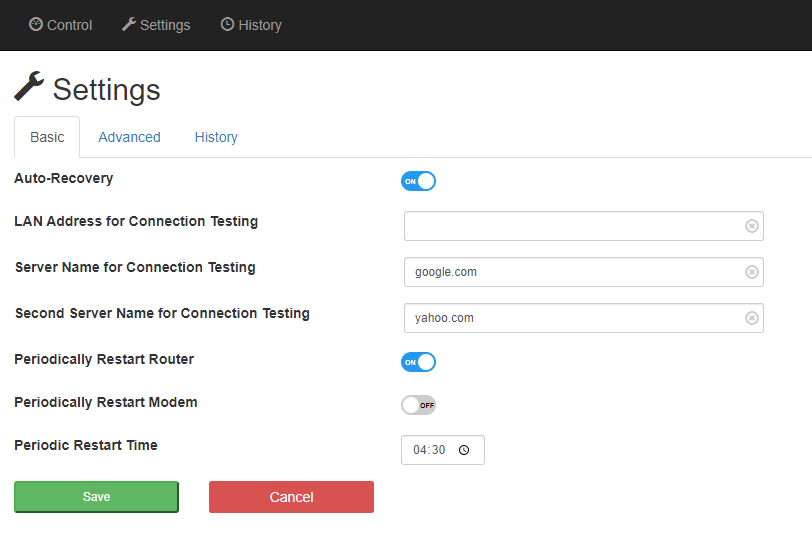 Control Settings History
Settings
Basic Advanced History
Auto-Recovery ON
LAN Address for Connection Testing
Server Name for Connection Testing google.com
Second Server Name for Connection Testing yahoo.com
Periodically Restart Router ON
Periodically Restart Modem OFF
Periodic Restart Time 04:30
Save Cancel